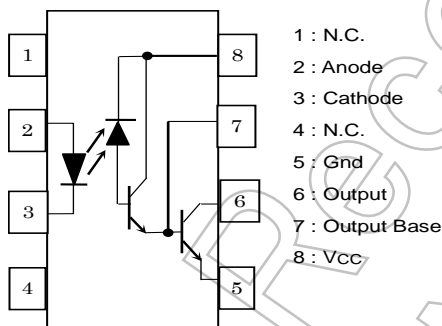 1
2
3
4
8
7
6
5
1 : N.C.
2 : Anode
3 : Cathode
4 : N.C.
5 : Gnd
6 : Output
7 : Output Base
8 : VCC
Rec